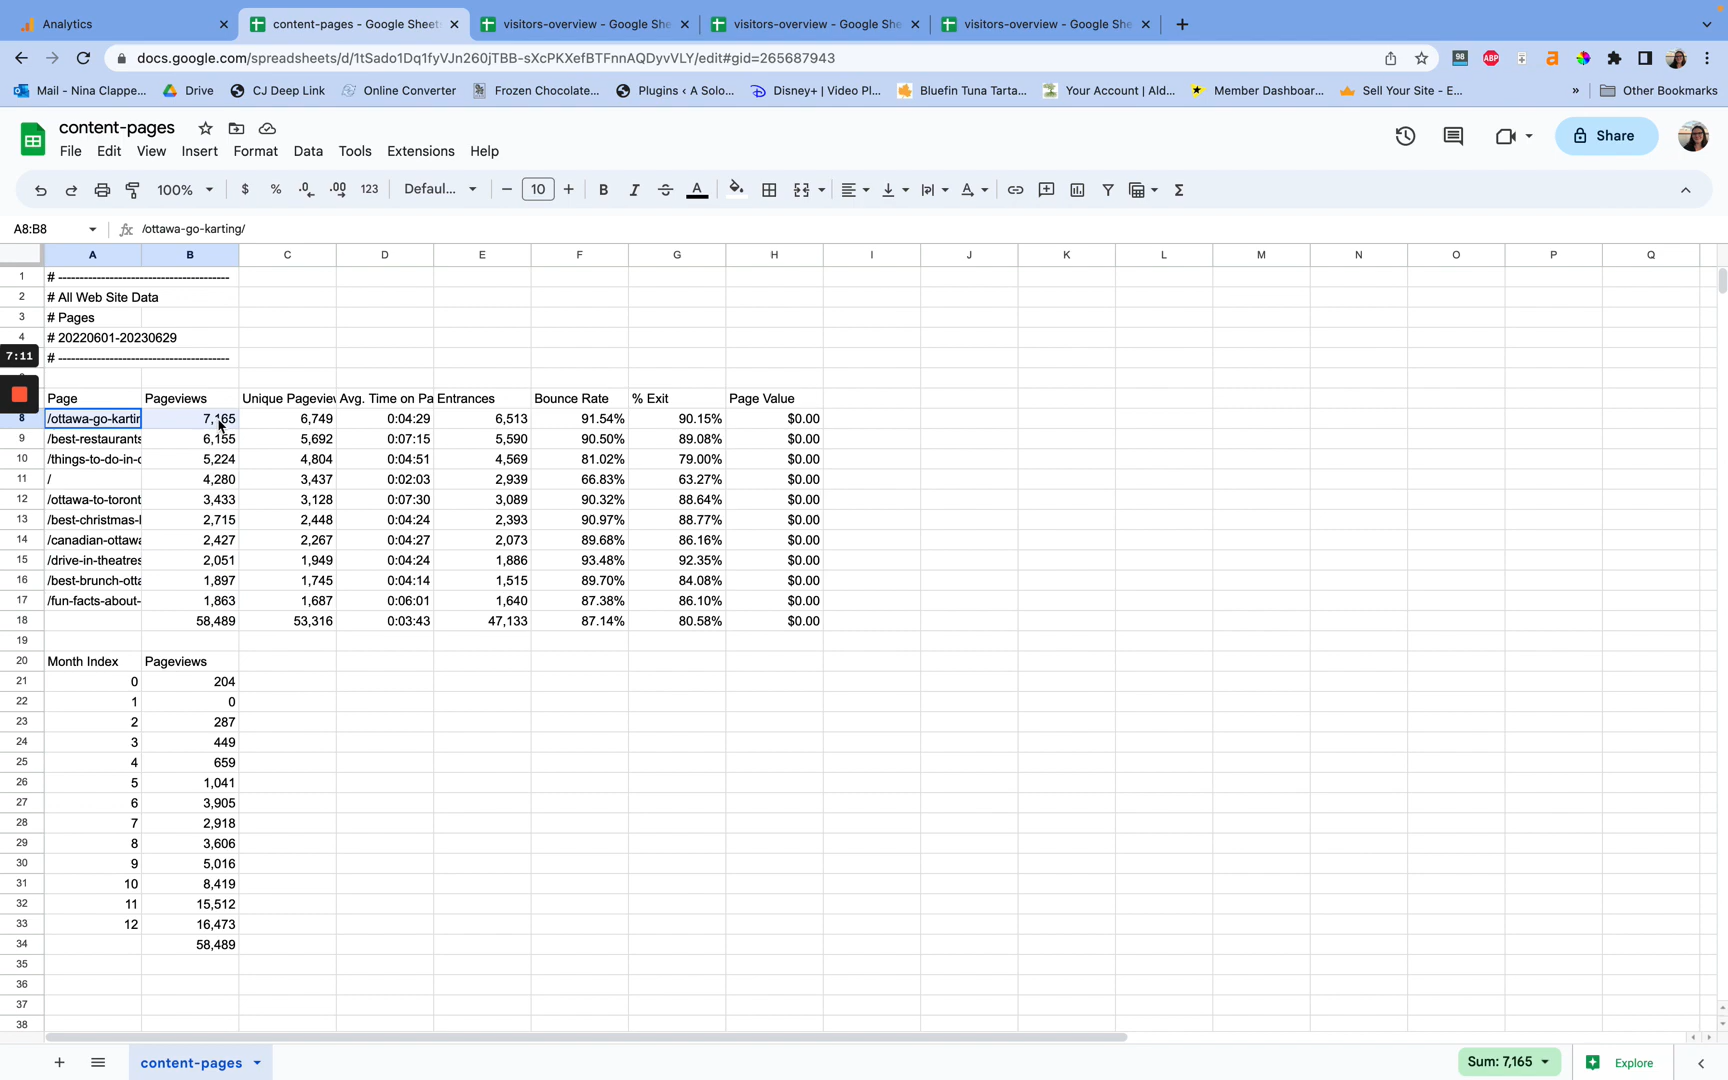 Analytics
content-pages - Google Sheets
visitors-overview - Google She
visitors-overview - Google She
visitors-overview - Google She
docs.google.com/spreadsheets/d/1tSado1Dq1fyVJn260jTBB-sXcPKXefBTFnnAQDyvVLY/edit#gid=265687943
98
ABP
Mail - Nina Clappe...
Drive
CJ Deep Link
Online Converter
Frozen Chocolate...
Plugins ‹ A Solo...
Disney+ | Video Pl...
Bluefin Tuna Tarta...
Your Account | Ald...
Member Dashboar...
Sell Your Site - E...
»
Other Bookmarks
content-pages
File Edit View Insert Format Data Tools Extensions Help
Share
100% $ % .0 .00 123 Defaul... 10 B I S A
A8:B8 fx /ottawa-go-karting/
A B C D E F G H I J K L M N O P Q
1 # -----------------------------------------
2 # All Web Site Data
3 # Pages
4 # 20220601-20230629
7:11 # -----------------------------------------
Page Pageviews Unique Pageview Avg. Time on Pa Entrances Bounce Rate % Exit Page Value
8 /ottawa-go-kartin 7,165 6,749 0:04:29 6,513 91.54% 90.15% $0.00
9 /best-restaurants 6,155 5,692 0:07:15 5,590 90.50% 89.08% $0.00
10 /things-to-do-in-o 5,224 4,804 0:04:51 4,569 81.02% 79.00% $0.00
11 / 4,280 3,437 0:02:03 2,939 66.83% 63.27% $0.00
12 /ottawa-to-toront 3,433 3,128 0:07:30 3,089 90.32% 88.64% $0.00
13 /best-christmas-l 2,715 2,448 0:04:24 2,393 90.97% 88.77% $0.00
14 /canadian-ottawa 2,427 2,267 0:04:27 2,073 89.68% 86.16% $0.00
15 /drive-in-theatres 2,051 1,949 0:04:24 1,886 93.48% 92.35% $0.00
16 /best-brunch-otta 1,897 1,745 0:04:14 1,515 89.70% 84.08% $0.00
17 /fun-facts-about- 1,863 1,687 0:06:01 1,640 87.38% 86.10% $0.00
18 58,489 53,316 0:03:43 47,133 87.14% 80.58% $0.00
19
20 Month Index Pageviews
21 0 204
22 1 0
23 2 287
24 3 449
25 4 659
26 5 1,041
27 6 3,905
28 7 2,918
29 8 3,606
30 9 5,016
31 10 8,419
32 11 15,512
33 12 16,473
34 58,489
35
36
37
38
content-pages
Sum: 7,165
Explore